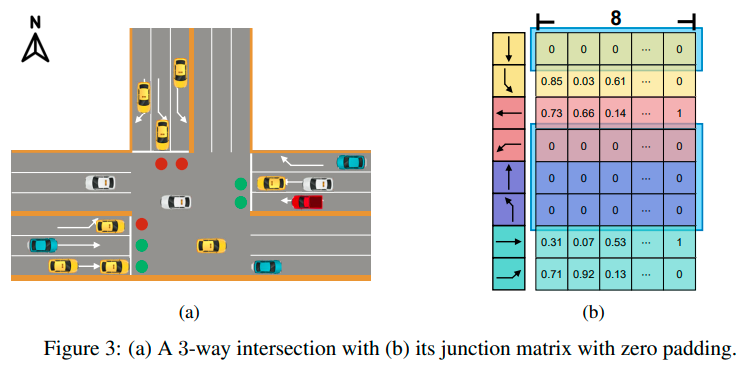 N
8
0 0 0 ... 0
0.85 0.03 0.61 ... 0
0.73 0.66 0.14 ... 1
0 0 0 ... 0
0 0 0 ... 0
0 0 0 ... 0
0.31 0.07 0.53 ... 1
0.71 0.92 0.13 ... 0
(a)
(b)
Figure 3: (a) A 3-way intersection with (b) its junction matrix with zero padding.